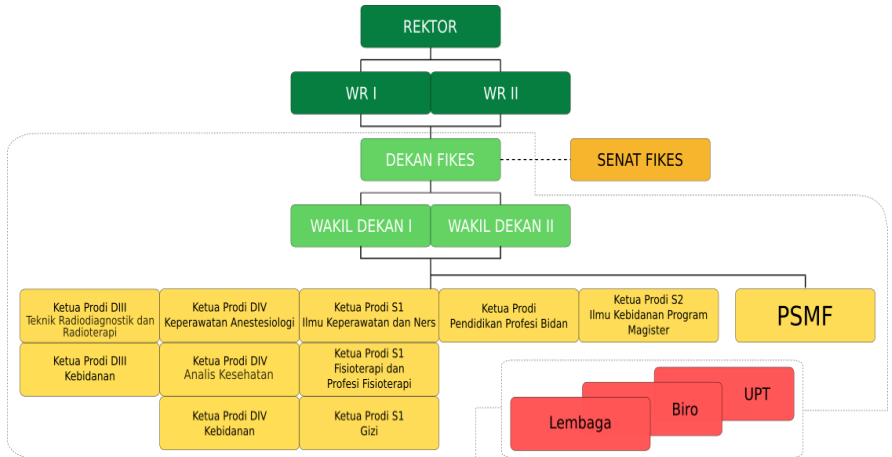 REKTOR
WR I
WR II
DEKAN FIKES
SENAT FIKES
WAKIL DEKAN I
WAKIL DEKAN II
Ketua Prodi DIII
Teknik Radiodiagnostik dan
Radioterapi
Ketua Prodi DIV
Keperawatan Anestesiologi
Ketua Prodi S1
Ilmu Keperawatan dan Ners
Ketua Prodi
Pendidikan Profesi Bidan
Ketua Prodi S2
Ilmu Kebidanan Program
Magister
PSMF
Ketua Prodi DIII
Kebidanan
Ketua Prodi DIV
Analis Kesehatan
Ketua Prodi S1
Fisioterapi dan
Profesi Fisioterapi
Ketua Prodi DIV
Kebidanan
Ketua Prodi S1
Gizi
Lembaga
Biro
UPT